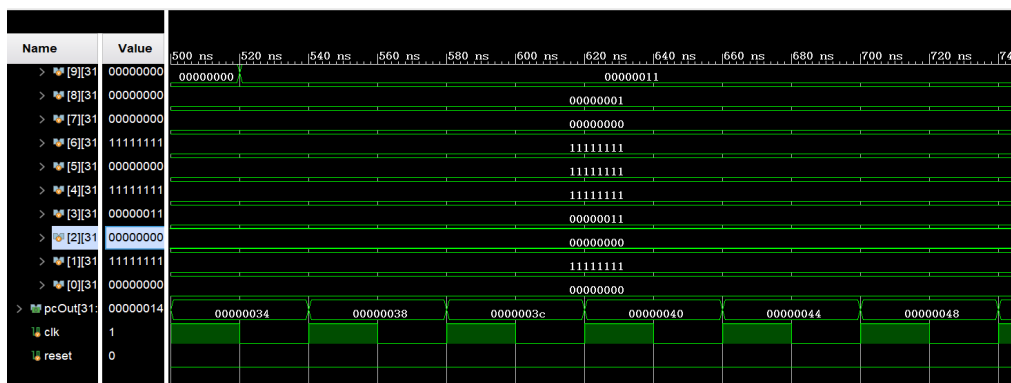 Name Value 500 ns 520 ns 540 ns 560 ns 580 ns 600 ns 620 ns 640 ns 660 ns 680 ns 700 ns 720 ns 74
[9][31 00000000 00000000 00000011
[8][31 00000000 00000001
[7][31 00000000 00000000
[6][31 11111111 11111111
[5][31 00000000 11111111
[4][31 11111111 11111111
[3][31 00000011 00000011
[2][31 00000000 00000000
[1][31 11111111 11111111
[0][31 00000000 00000000
pcOut[31: 00000014 00000034 00000038 0000003c 00000040 00000044 00000048
clk 1
reset 0